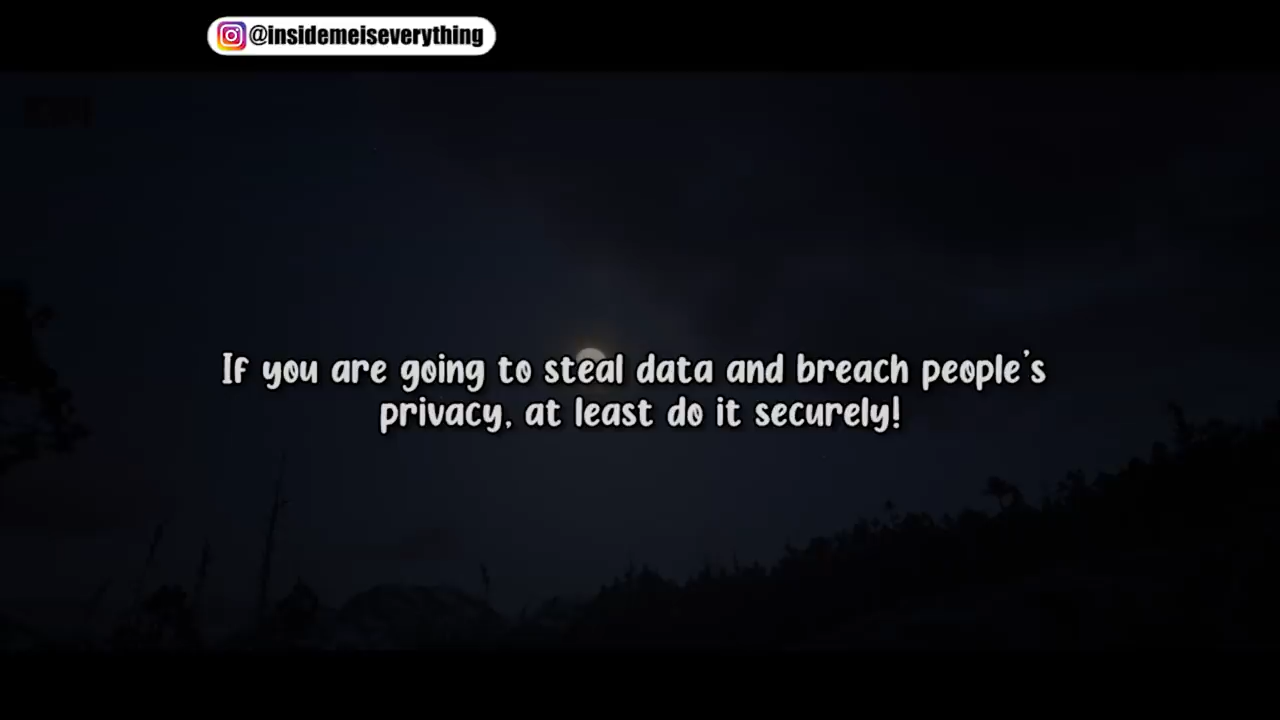 @insidemeiseverything
If you are going to steal data and breach people's
privacy, at least do it securely!